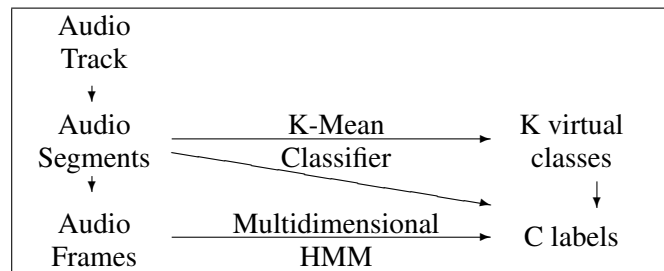 Audio
Track
Audio
Segments
K-Mean
Classifier
K virtual
classes
Audio
Frames
Multidimensional
HMM
C labels